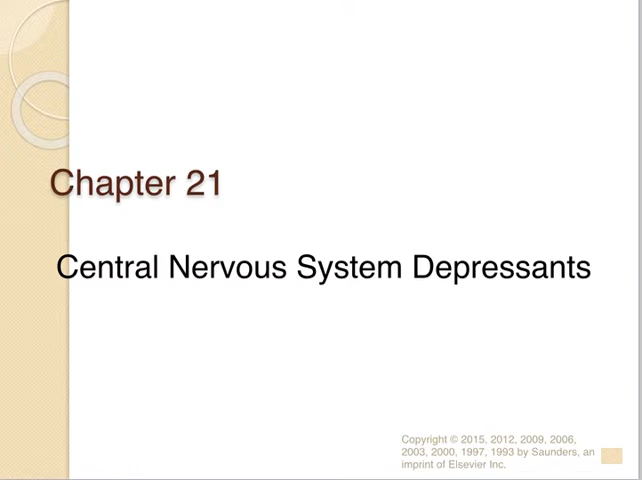 Chapter 21
Central Nervous System Depressants
Copyright © 2015, 2012, 2009, 2006,
2003, 2000, 1997, 1993 by Saunders, an
imprint of Elsevier Inc.